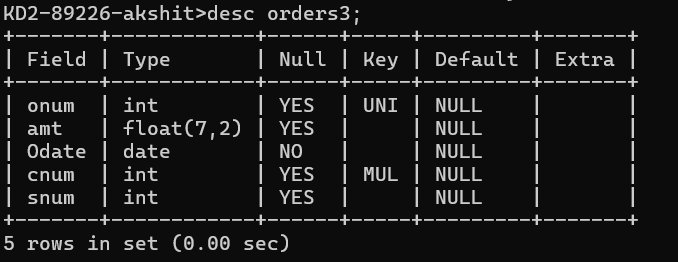 KD2-89226-akshit>desc orders3;
+-------+------------+------+-----+---------+-------+
| Field | Type       | Null | Key | Default | Extra |
+-------+------------+------+-----+---------+-------+
| onum  | int        | YES  | UNI | NULL    |       |
| amt   | float(7,2) | YES  |     | NULL    |       |
| Odate | date       | NO   |     | NULL    |       |
| cnum  | int        | YES  | MUL | NULL    |       |
| snum  | int        | YES  |     | NULL    |       |
+-------+------------+------+-----+---------+-------+
5 rows in set (0.00 sec)